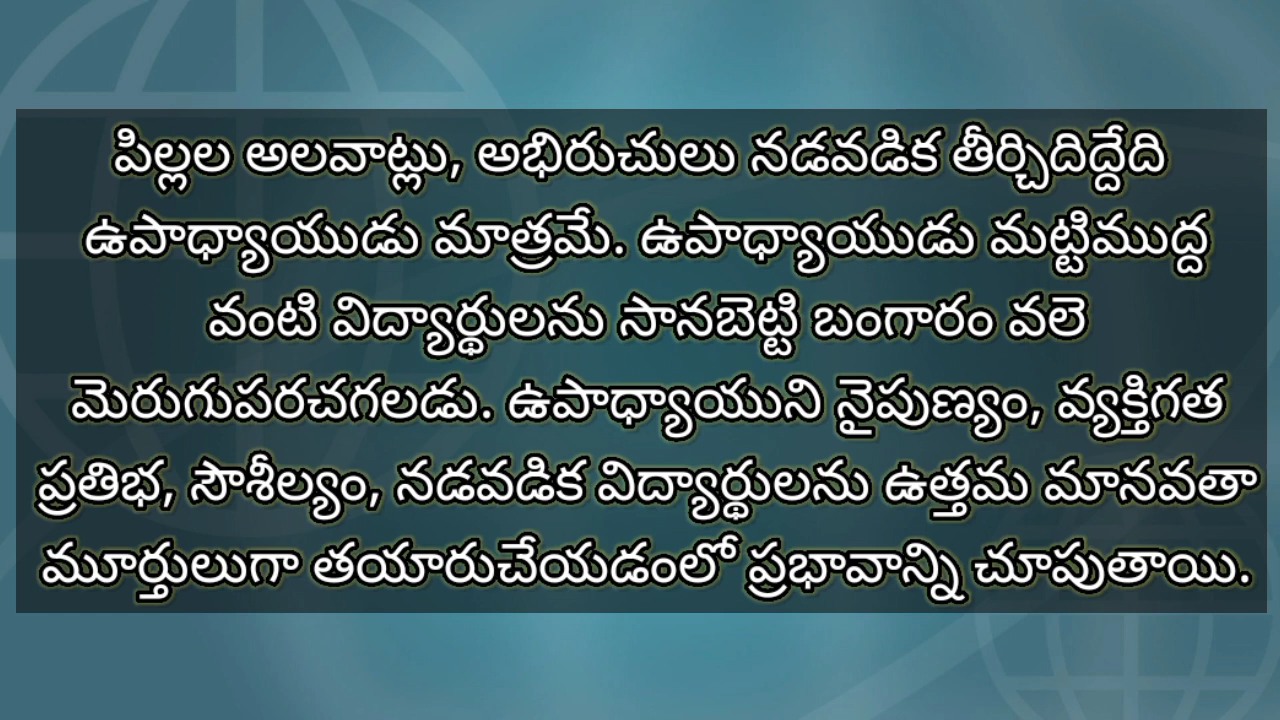 పిల్లల అలవాట్లు, అభిరుచులు నడవడిక తీర్చిదిద్దేది
ఉపాధ్యాయుడు మాత్రమే. ఉపాధ్యాయుడు మట్టిముద్ద
వంటి విద్యార్థులను సానబెట్టి బంగారం వలె
మెరుగుపరచగలడు. ఉపాధ్యాయుని నైపుణ్యం, వ్యక్తిగత
ప్రతిభ, సౌశీల్యం, నడవడిక విద్యార్థులను ఉత్తమ మానవతా
మూర్తులుగా తయారుచేయడంలో ప్రభావాన్ని చూపుతాయి.